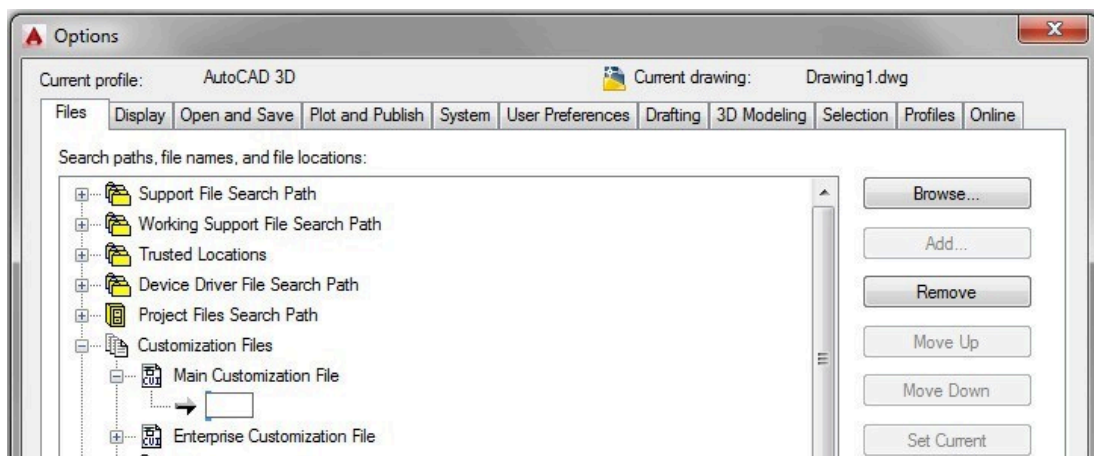 Options
Current profile: AutoCAD 3D Current drawing: Drawing1.dwg
Files Display Open and Save Plot and Publish System User Preferences Drafting 3D Modeling Selection Profiles Online
Search paths, file names, and file locations:
Support File Search Path
Browse...
Working Support File Search Path
Add...
Trusted Locations
Device Driver File Search Path
Remove
Project Files Search Path
Customization Files
Move Up
CUI Main Customization File
Move Down
CUI Enterprise Customization File
Set Current